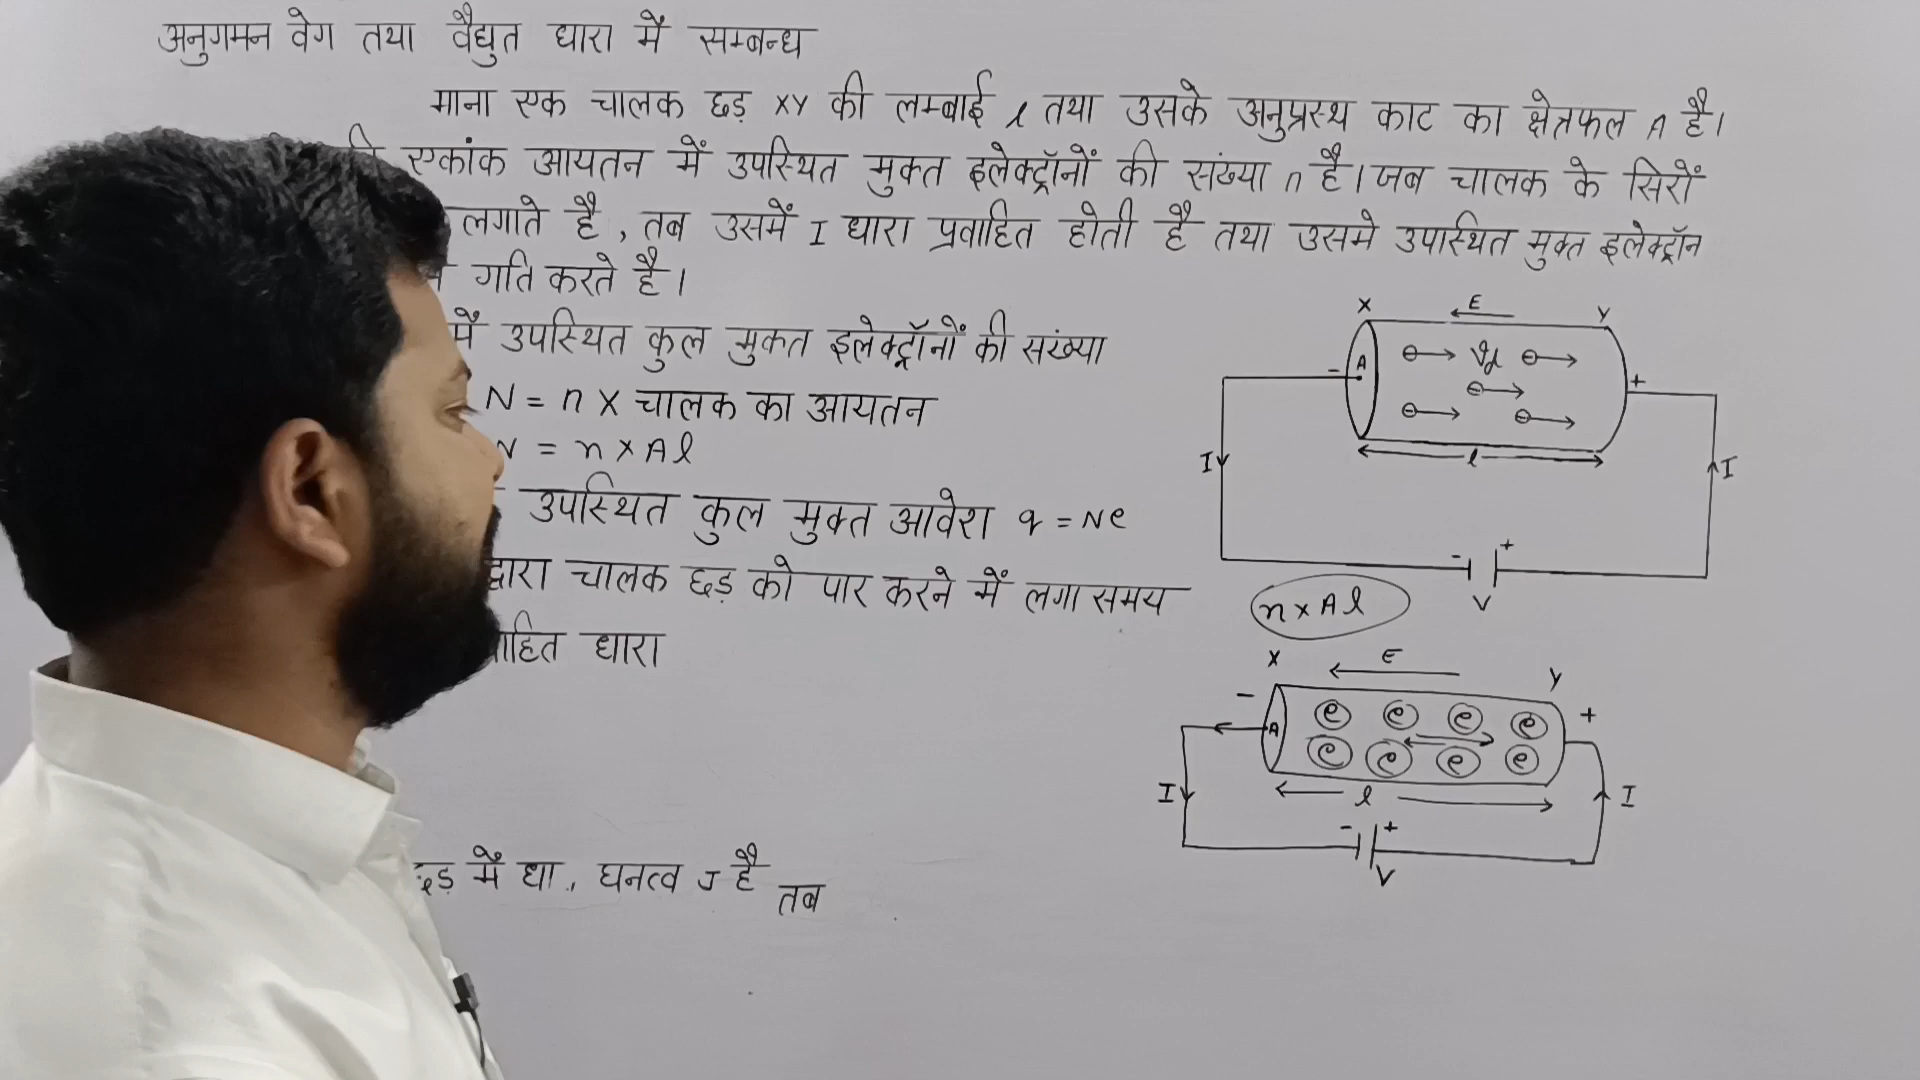 अनुगमन वेग तथा वैद्युत धारा में सम्बन्ध
माना एक चालक छड़ XY की लम्बाई l तथा उसके अनुप्रस्थ काट का क्षेत्रफल A है।
एकांक आयतन में उपस्थित मुक्त इलेक्ट्रॉनों की संख्या n है। जब चालक के सिरों
लगाते है, तब उसमें I धारा प्रवाहित होती है तथा उसमे उपस्थित मुक्त इलेक्ट्रॉन
गति करते है।
में उपस्थित कुल मुक्त इलेक्ट्रॉनों की संख्या
N = n X चालक का आयतन
N = n x Al
उपस्थित कुल मुक्त आवेश q = Ne
द्वारा चालक छड़ को पार करने में लगा समय
धारा
छड़ में धा.. घनत्व J है तब
X E Y
- A vd +
l
I I
- +
V
n x Al
X E Y
- A e e e e +
e e e e
I l I
- +
V